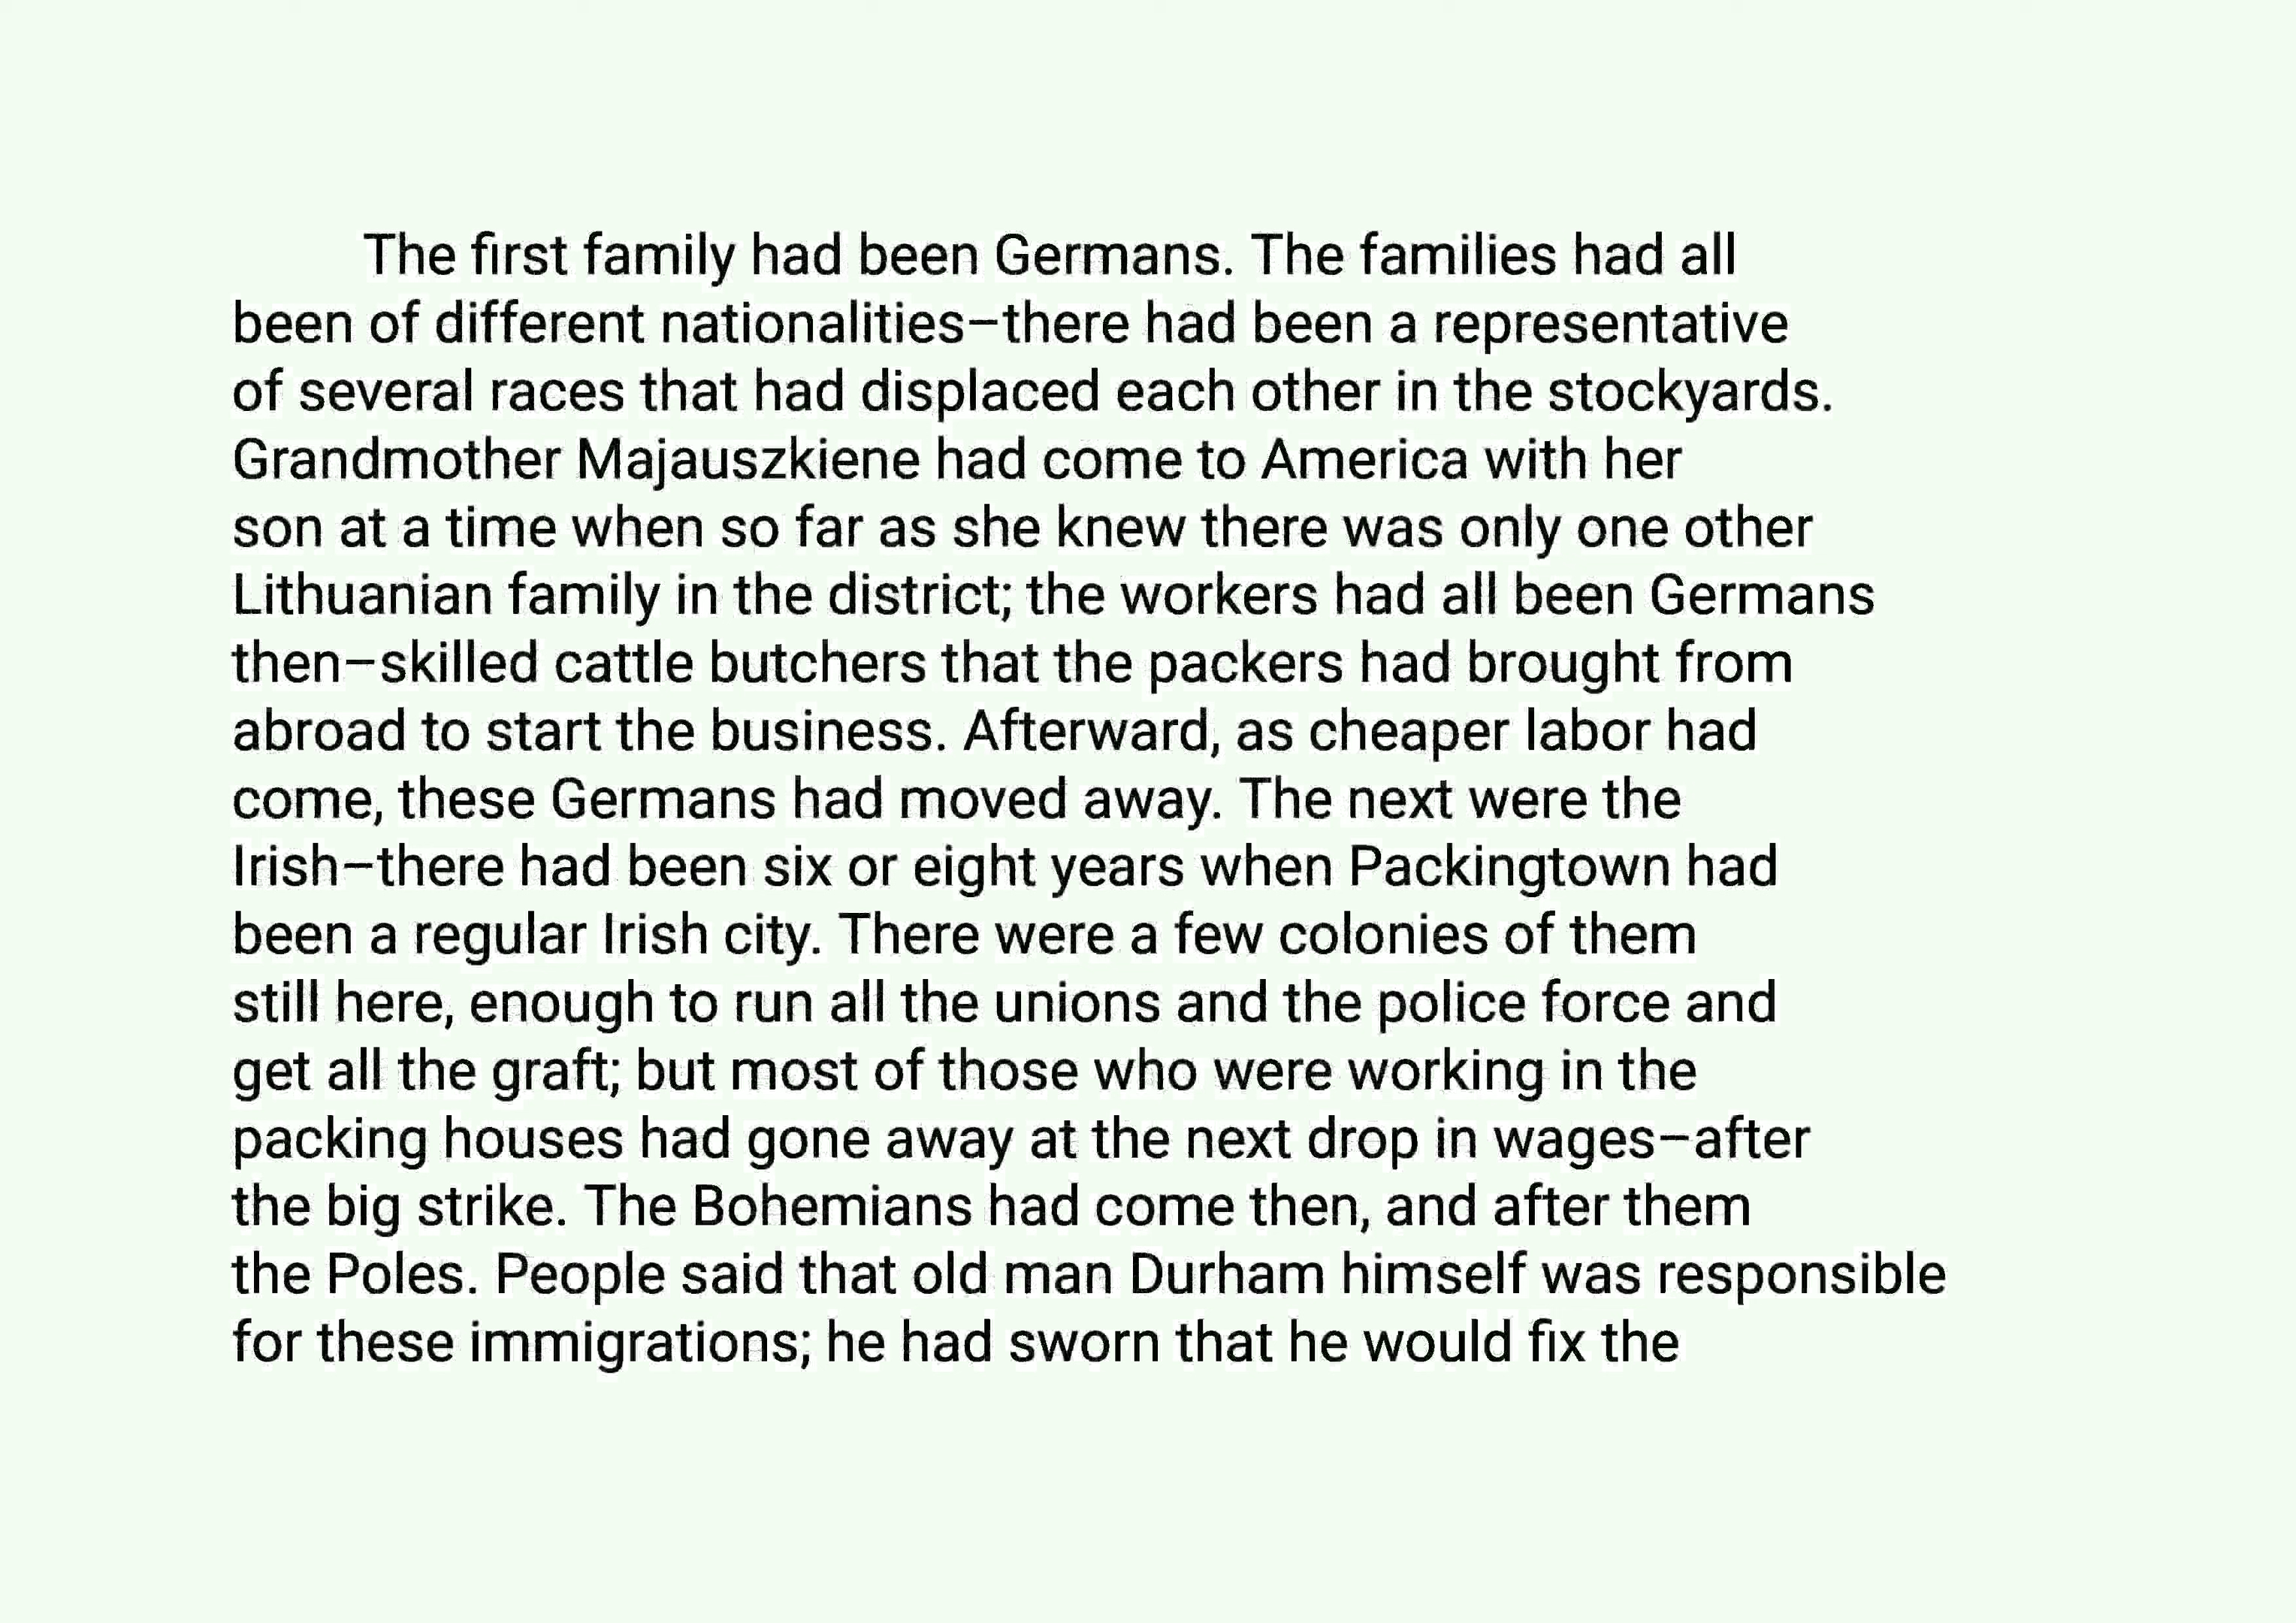 The first family had been Germans. The families had all
been of different nationalities–there had been a representative
of several races that had displaced each other in the stockyards.
Grandmother Majauszkiene had come to America with her
son at a time when so far as she knew there was only one other
Lithuanian family in the district; the workers had all been Germans
then–skilled cattle butchers that the packers had brought from
abroad to start the business. Afterward, as cheaper labor had
come, these Germans had moved away. The next were the
Irish–there had been six or eight years when Packingtown had
been a regular Irish city. There were a few colonies of them
still here, enough to run all the unions and the police force and
get all the graft; but most of those who were working in the
packing houses had gone away at the next drop in wages–after
the big strike. The Bohemians had come then, and after them
the Poles. People said that old man Durham himself was responsible
for these immigrations; he had sworn that he would fix the